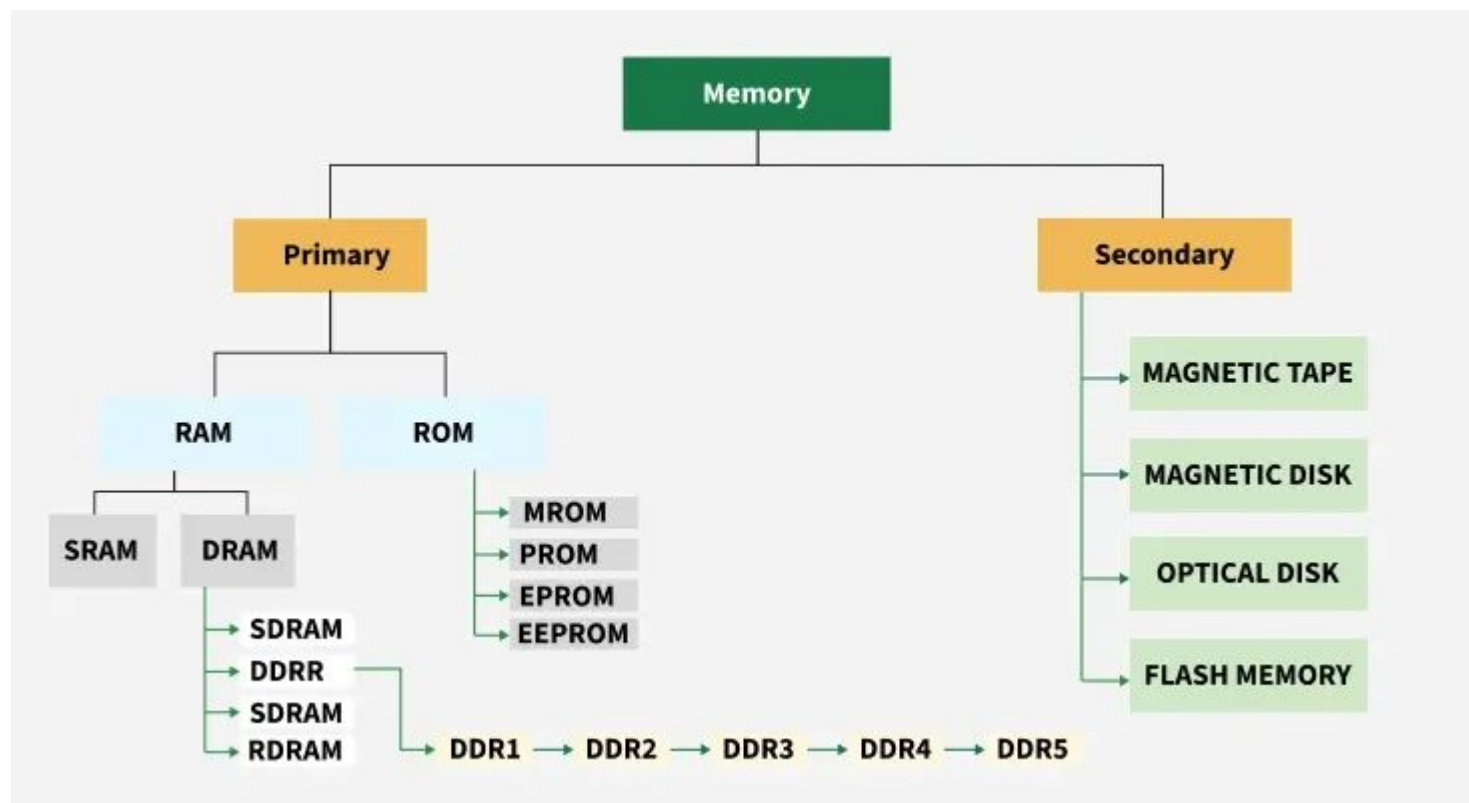 Memory
Primary
Secondary
RAM
ROM
SRAM
DRAM
SDRAM
DDRR
SDRAM
RDRAM
DDR1
DDR2
DDR3
DDR4
DDR5
MROM
PROM
EPROM
EEPROM
MAGNETIC TAPE
MAGNETIC DISK
OPTICAL DISK
FLASH MEMORY